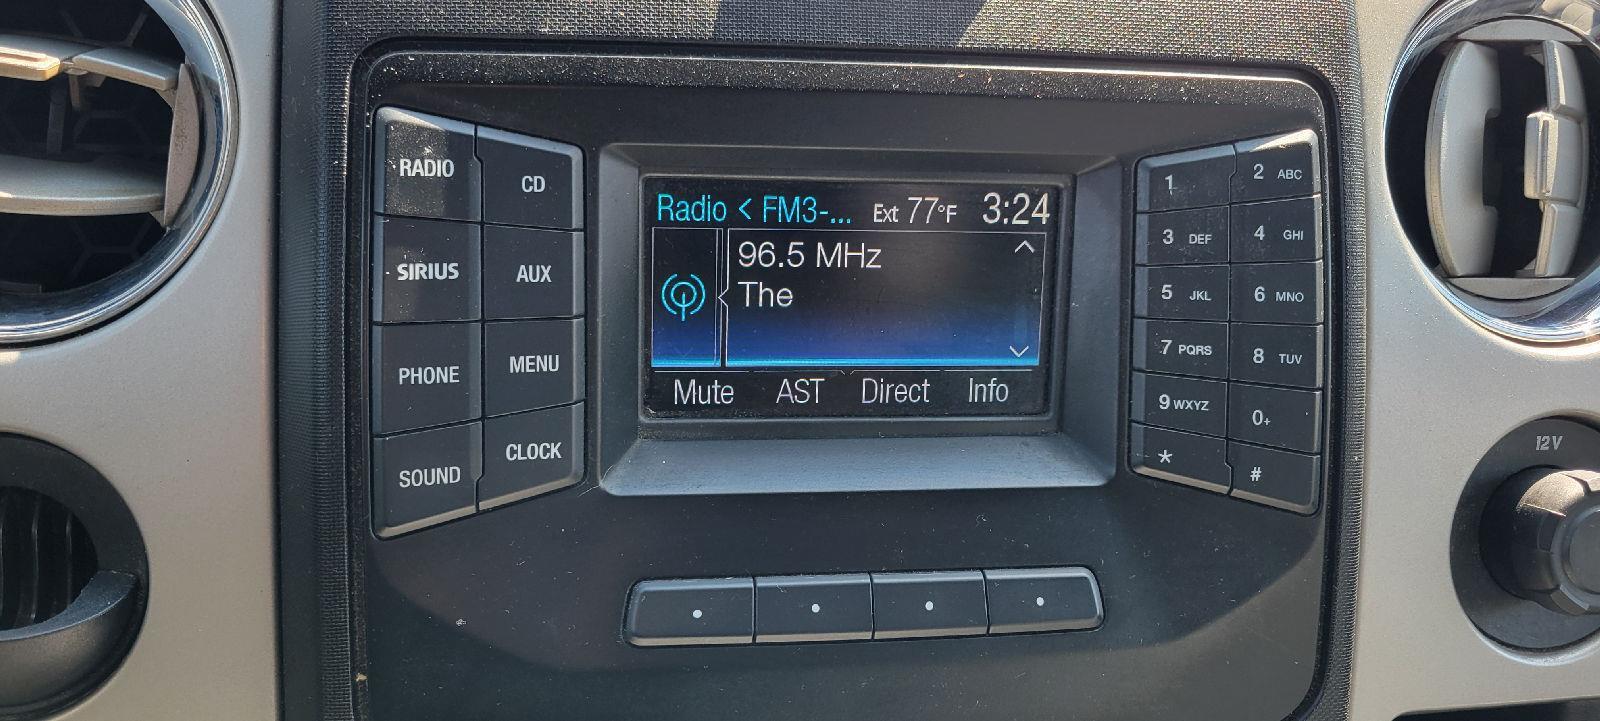 RADIO
CD
SIRIUS
AUX
PHONE
MENU
SOUND
CLOCK
Radio < FM3-... Ext 77°F 3:24
96.5 MHz
The
Mute AST Direct Info
1
2 ABC
3 DEF
4 GHI
5 JKL
6 MNO
7 PQRS
8 TUV
9 WXYZ
0+
*
#
12V